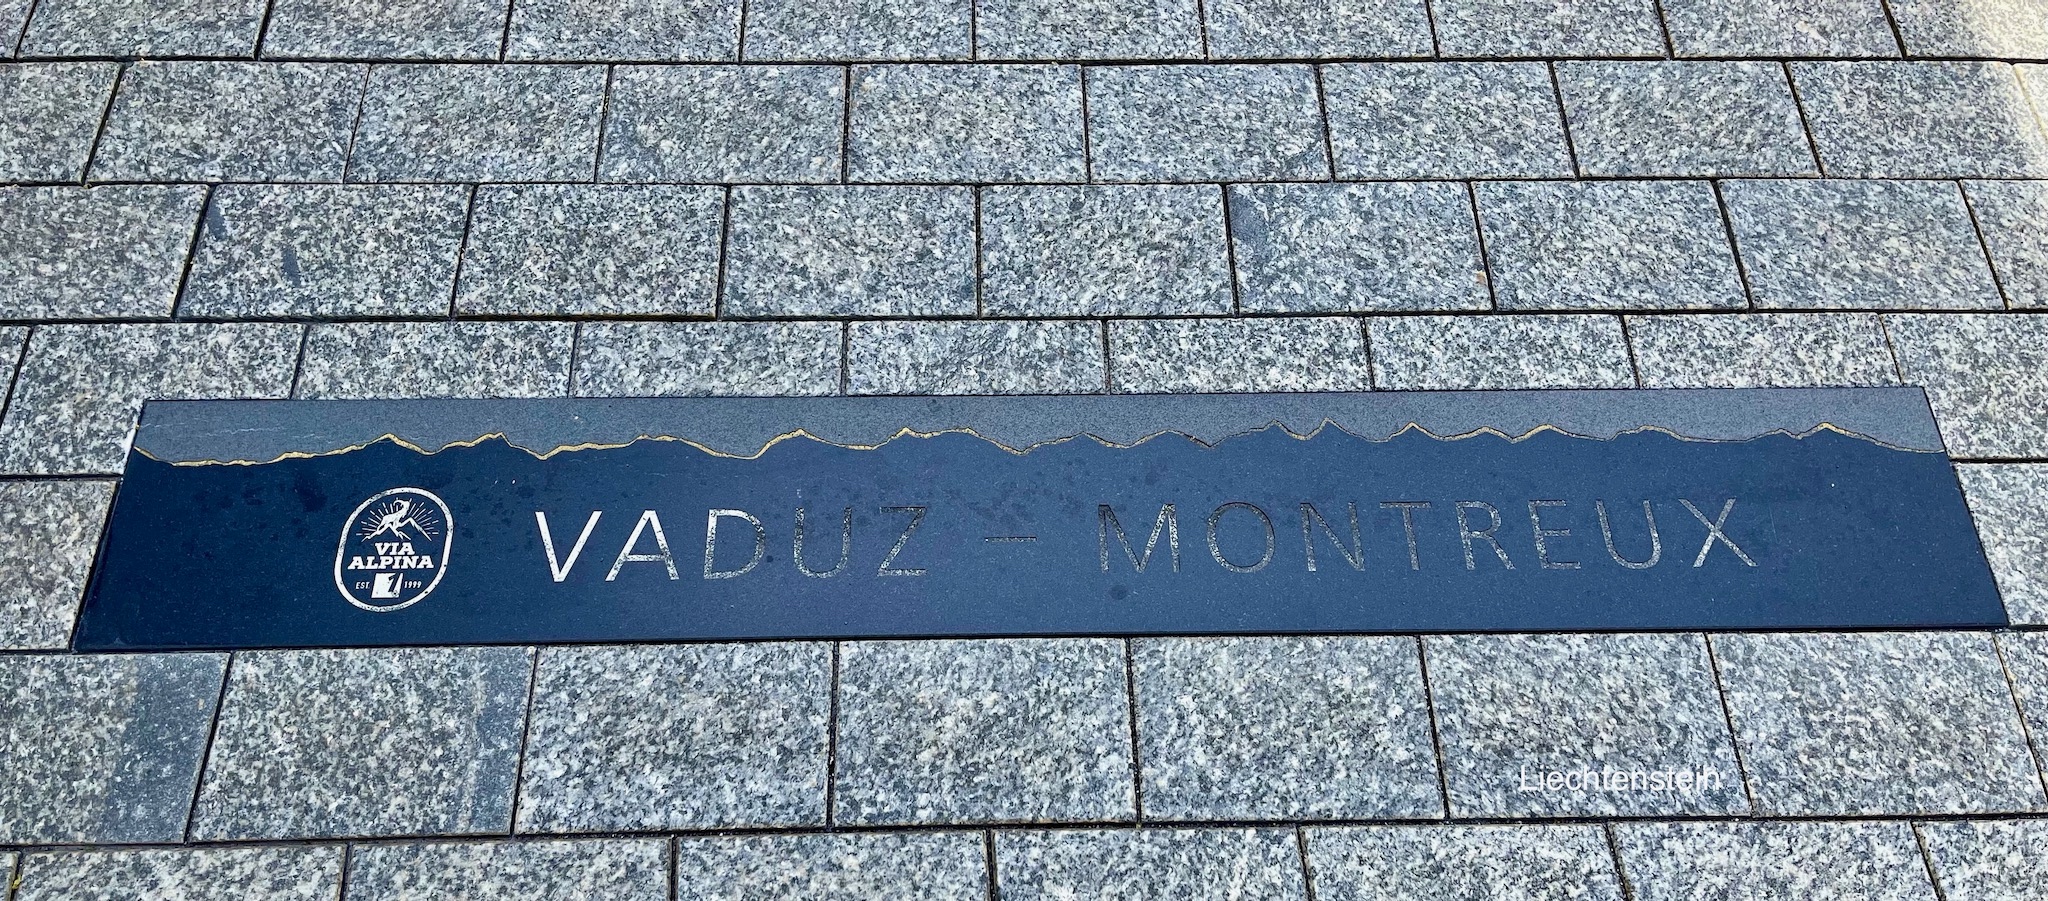 VIA
ALPINA
EST. 1999
VADUZ – MONTREUX
Liechtenstein